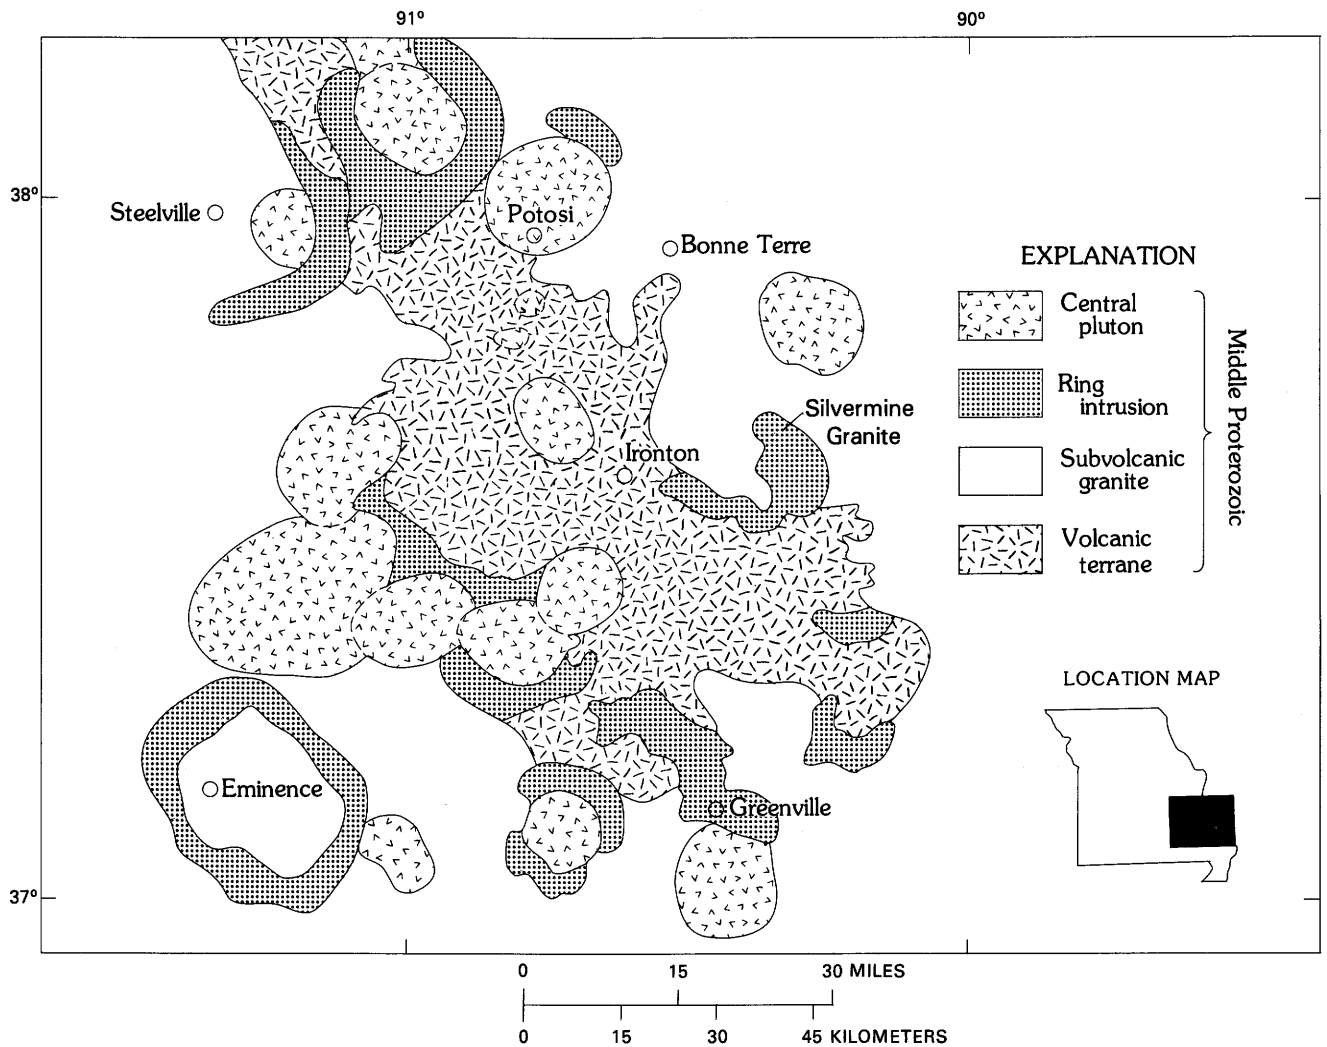 91°
90°
38°
Steelville
Potosi
Bonne Terre
EXPLANATION
Central
pluton
Ring
intrusion
Subvolcanic
granite
Volcanic
terrane
Middle Proterozoic
Silvermine
Granite
Ironton
LOCATION MAP
Eminence
Greenville
37°
0 15 30 MILES
0 15 30 45 KILOMETERS